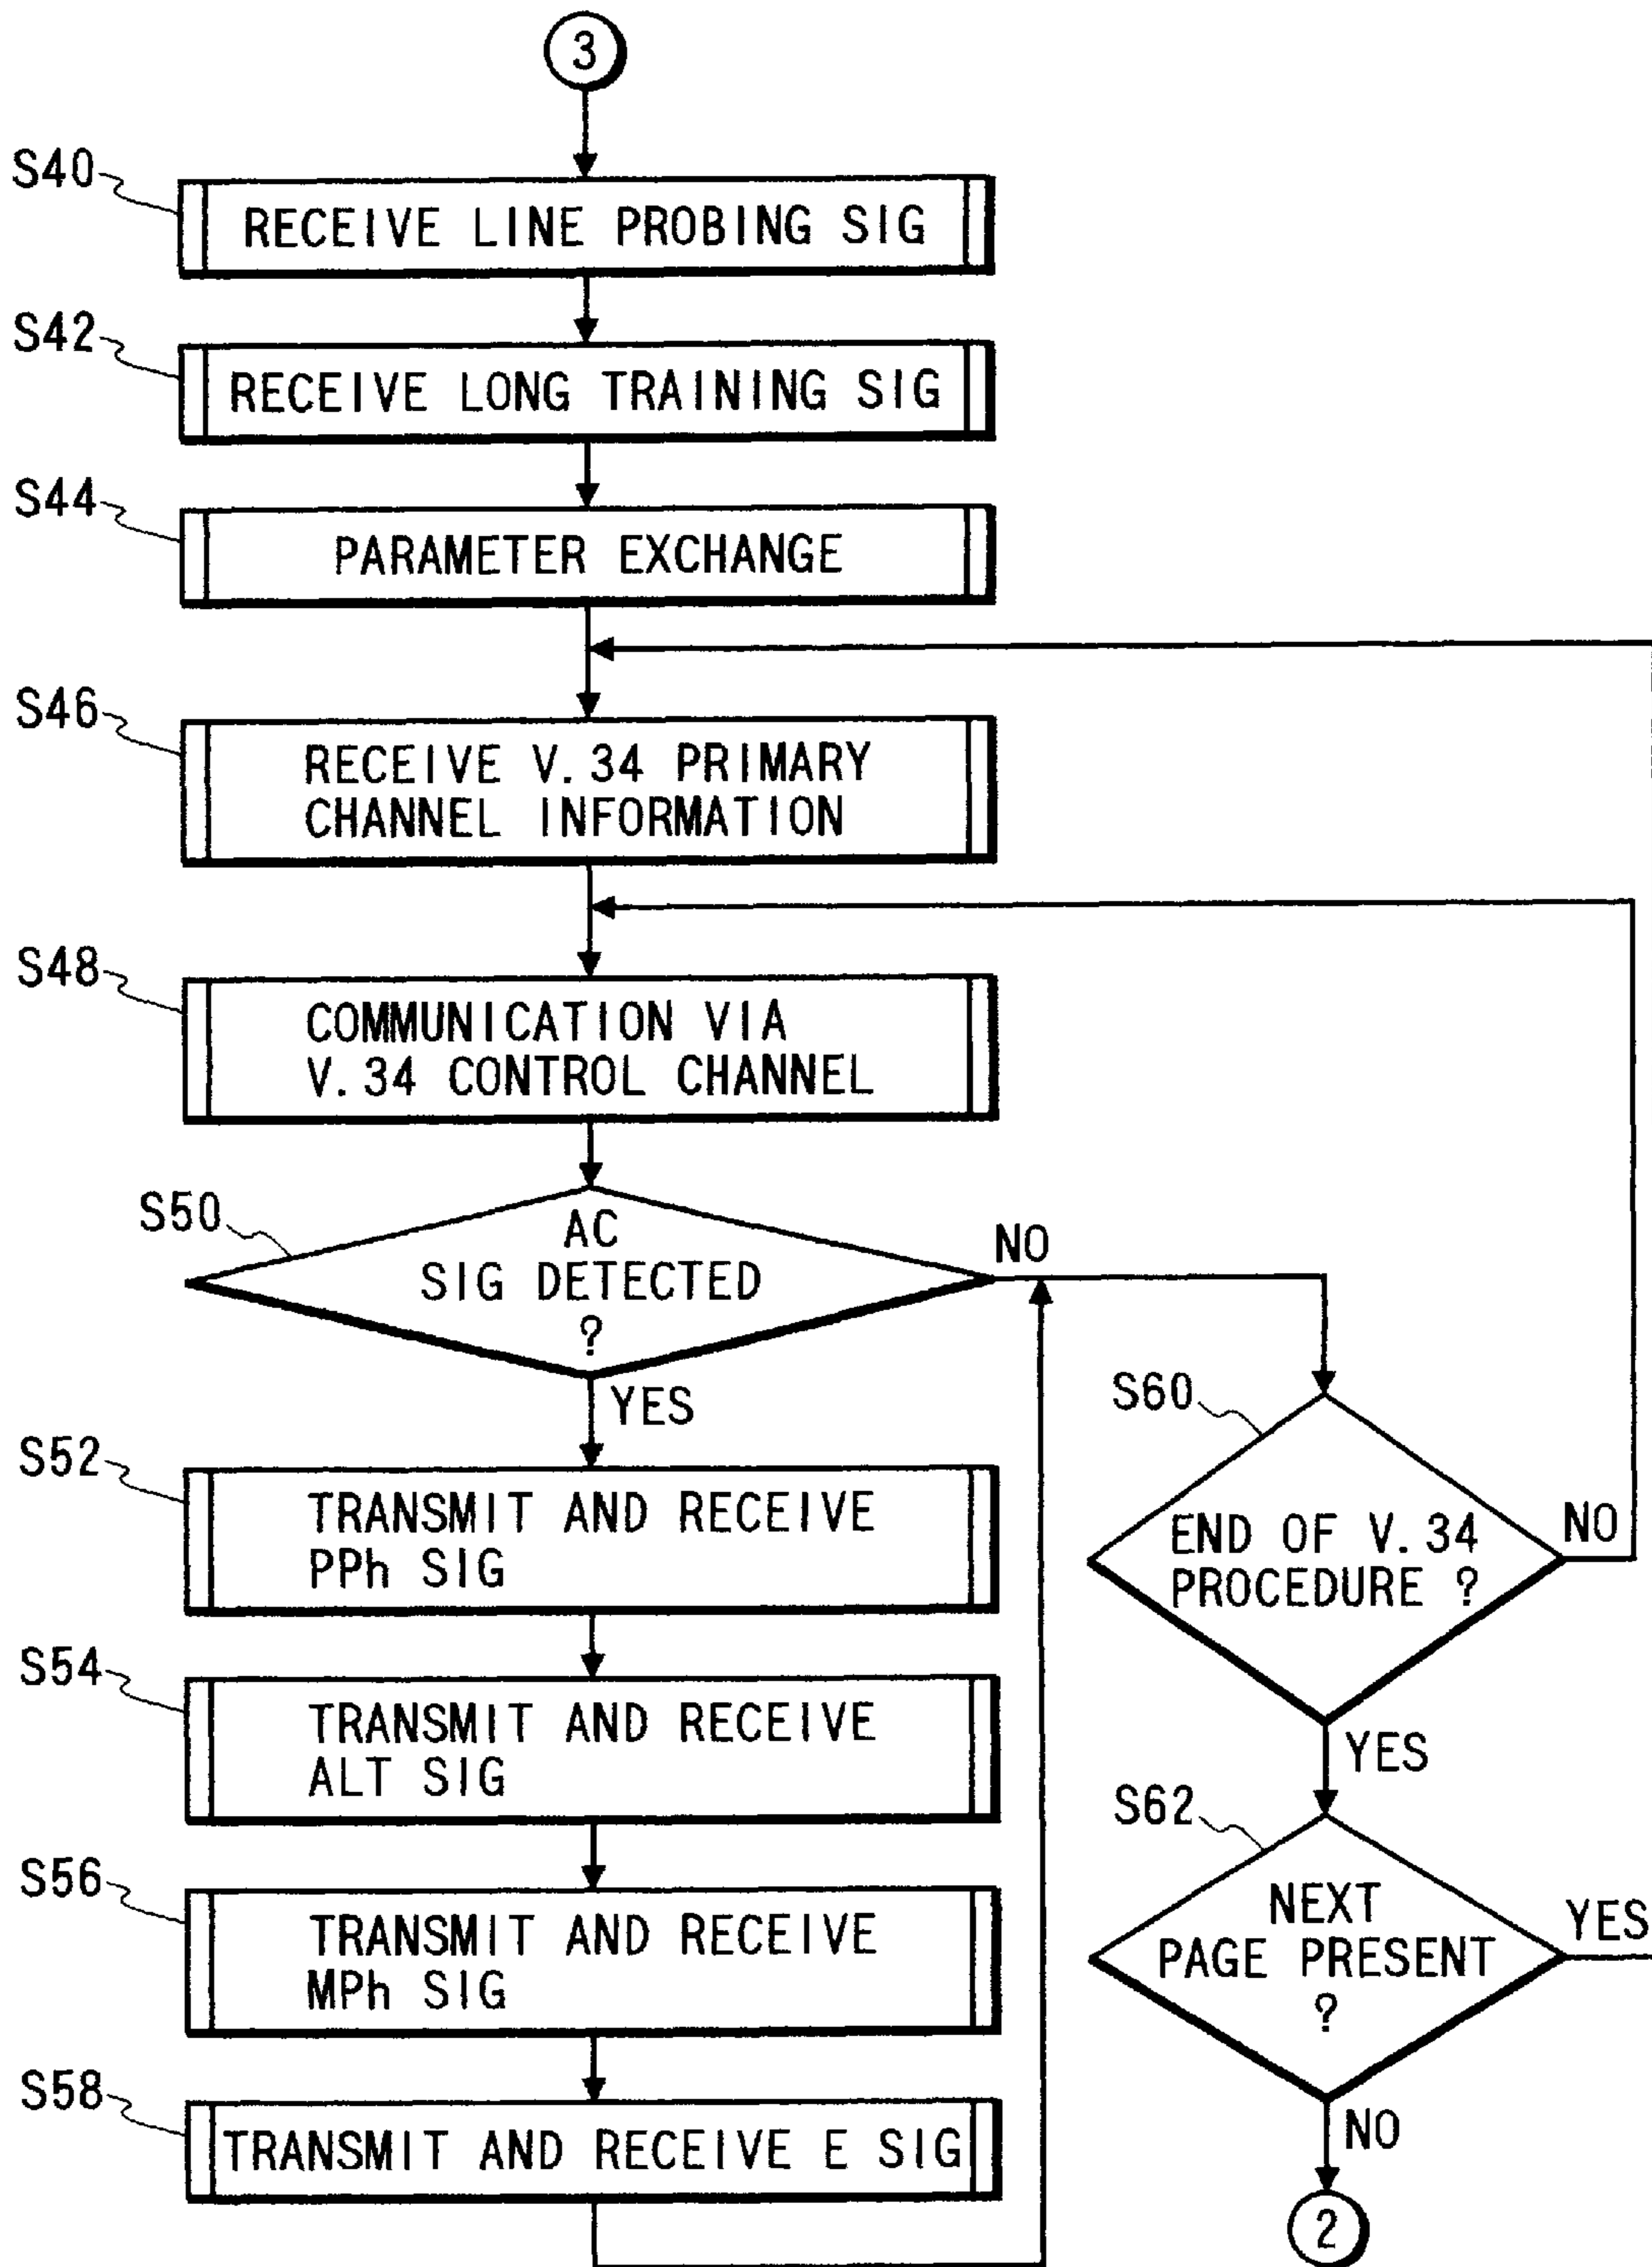 3
S40
RECEIVE LINE PROBING SIG
S42
RECEIVE LONG TRAINING SIG
S44
PARAMETER EXCHANGE
S46
RECEIVE V.34 PRIMARY
CHANNEL INFORMATION
S48
COMMUNICATION VIA
V.34 CONTROL CHANNEL
S50
AC
SIG DETECTED
?
NO
YES
S52
TRANSMIT AND RECEIVE
PPh SIG
S54
TRANSMIT AND RECEIVE
ALT SIG
S56
TRANSMIT AND RECEIVE
MPh SIG
S58
TRANSMIT AND RECEIVE E SIG
S60
END OF V.34
PROCEDURE ?
NO
YES
S62
NEXT
PAGE PRESENT
?
YES
NO
2